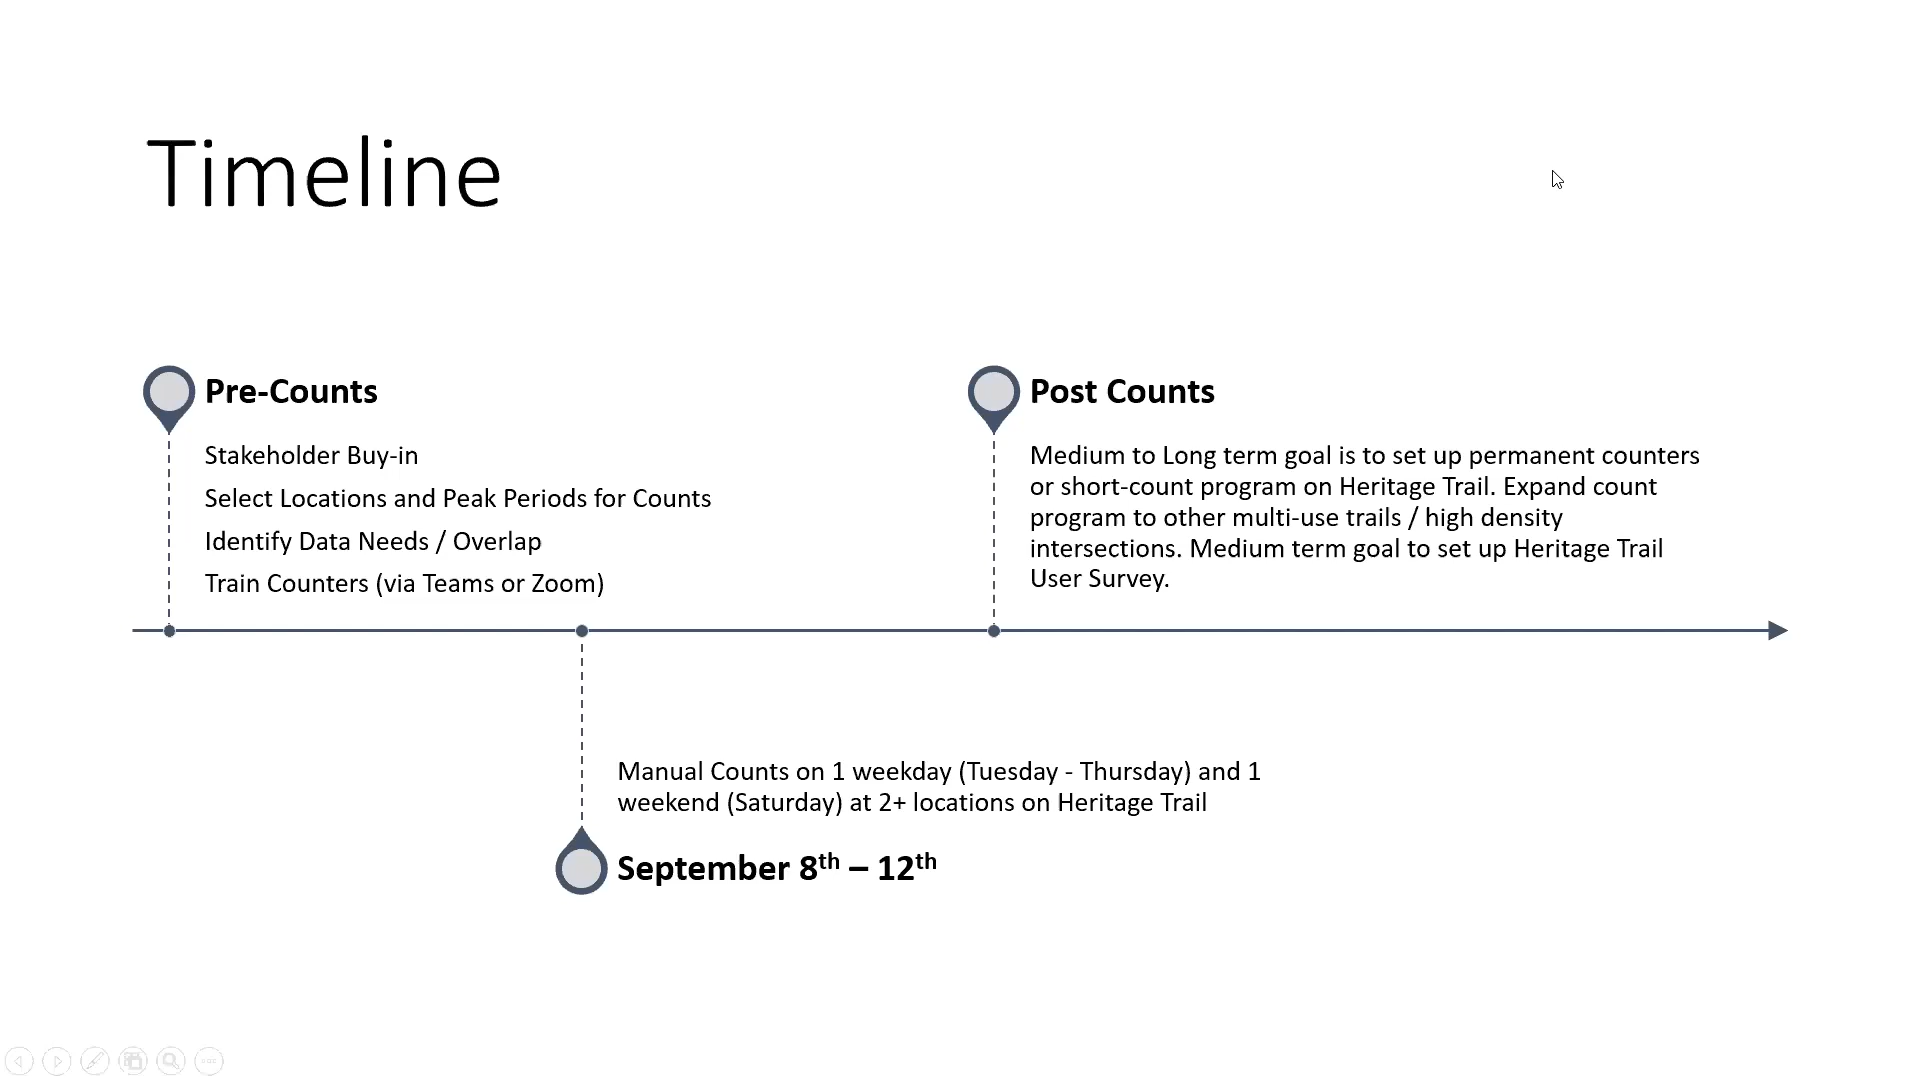 Timeline
Pre-Counts
Stakeholder Buy-in
Select Locations and Peak Periods for Counts
Identify Data Needs / Overlap
Train Counters (via Teams or Zoom)
Post Counts
Medium to Long term goal is to set up permanent counters
or short-count program on Heritage Trail. Expand count
program to other multi-use trails / high density
intersections. Medium term goal to set up Heritage Trail
User Survey.
Manual Counts on 1 weekday (Tuesday - Thursday) and 1
weekend (Saturday) at 2+ locations on Heritage Trail
September 8th – 12th